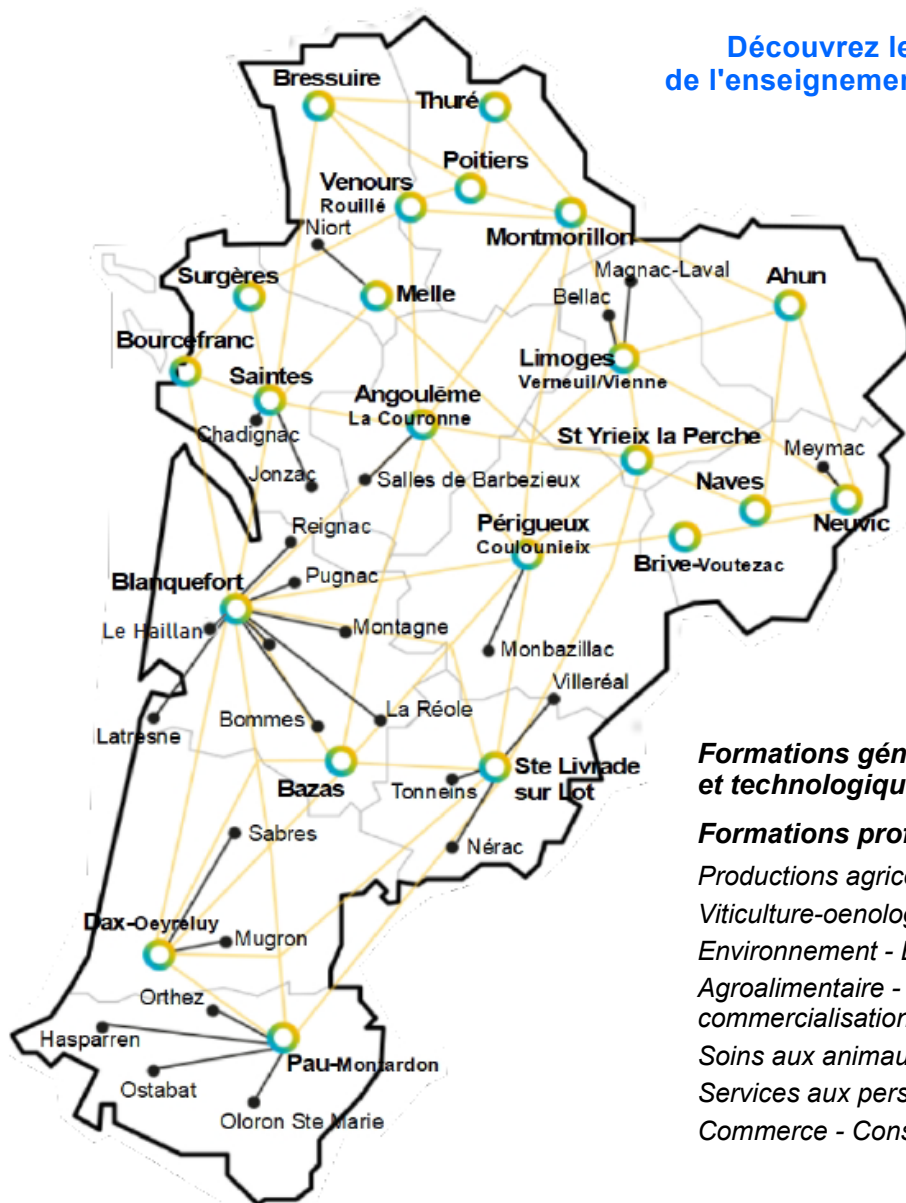 Découvrez le
de l'enseignemen
Bressuire
Thuré
Poitiers
Venours
Rouillé
Niort
Montmorillon
Magnac-Laval
Surgères
Melle
Bellac
Ahun
Bourcefranc
Limoges
Verneuil/Vienne
Saintes
Angoulême
La Couronne
Chadignac
St Yrieix la Perche
Meymac
Jonzac
Salles de Barbezieux
Naves
Reignac
Périgueux
Coulounieix
Neuvic
Brive-Voutezac
Blanquefort
Pugnac
Le Haillan
Montagne
Monbazillac
Villeréal
Latresne
Bommes
La Réole
Bazas
Tonneins
Ste Livrade
sur Lot
Sabres
Nérac
Dax-Oeyreluy
Mugron
Orthez
Hasparren
Pau-Montardon
Ostabat
Oloron Ste Marie
Formations gén
et technologiqu
Formations prof
Productions agric
Viticulture-oenolog
Environnement -
Agroalimentaire -
commercialisation
Soins aux animau
Services aux pers
Commerce - Cons